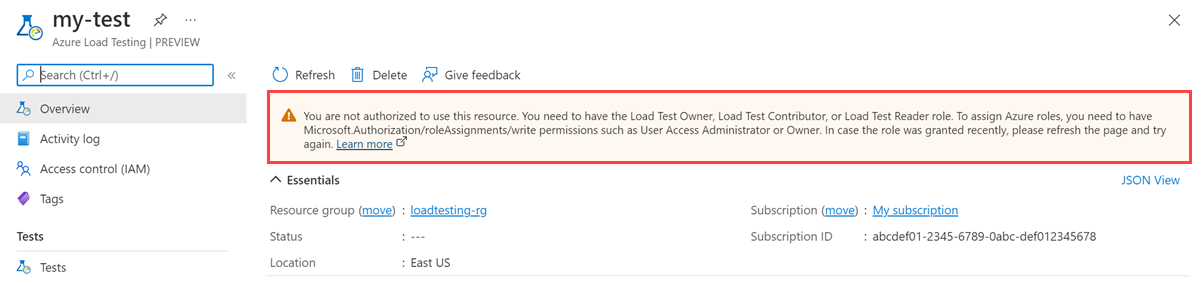 my-test ...
Azure Load Testing | PREVIEW
Search (Ctrl+/) «
Refresh Delete Give feedback
Overview
Activity log
Access control (IAM)
Tags
Tests
Tests
You are not authorized to use this resource. You need to have the Load Test Owner, Load Test Contributor, or Load Test Reader role. To assign Azure roles, you need to have
Microsoft.Authorization/roleAssignments/write permissions such as User Access Administrator or Owner. In case the role was granted recently, please refresh the page and try
again. Learn more
Essentials JSON View
Resource group (move) : loadtesting-rg Subscription (move) : My subscription
Status : --- Subscription ID : abcdef01-2345-6789-0abc-def012345678
Location : East US